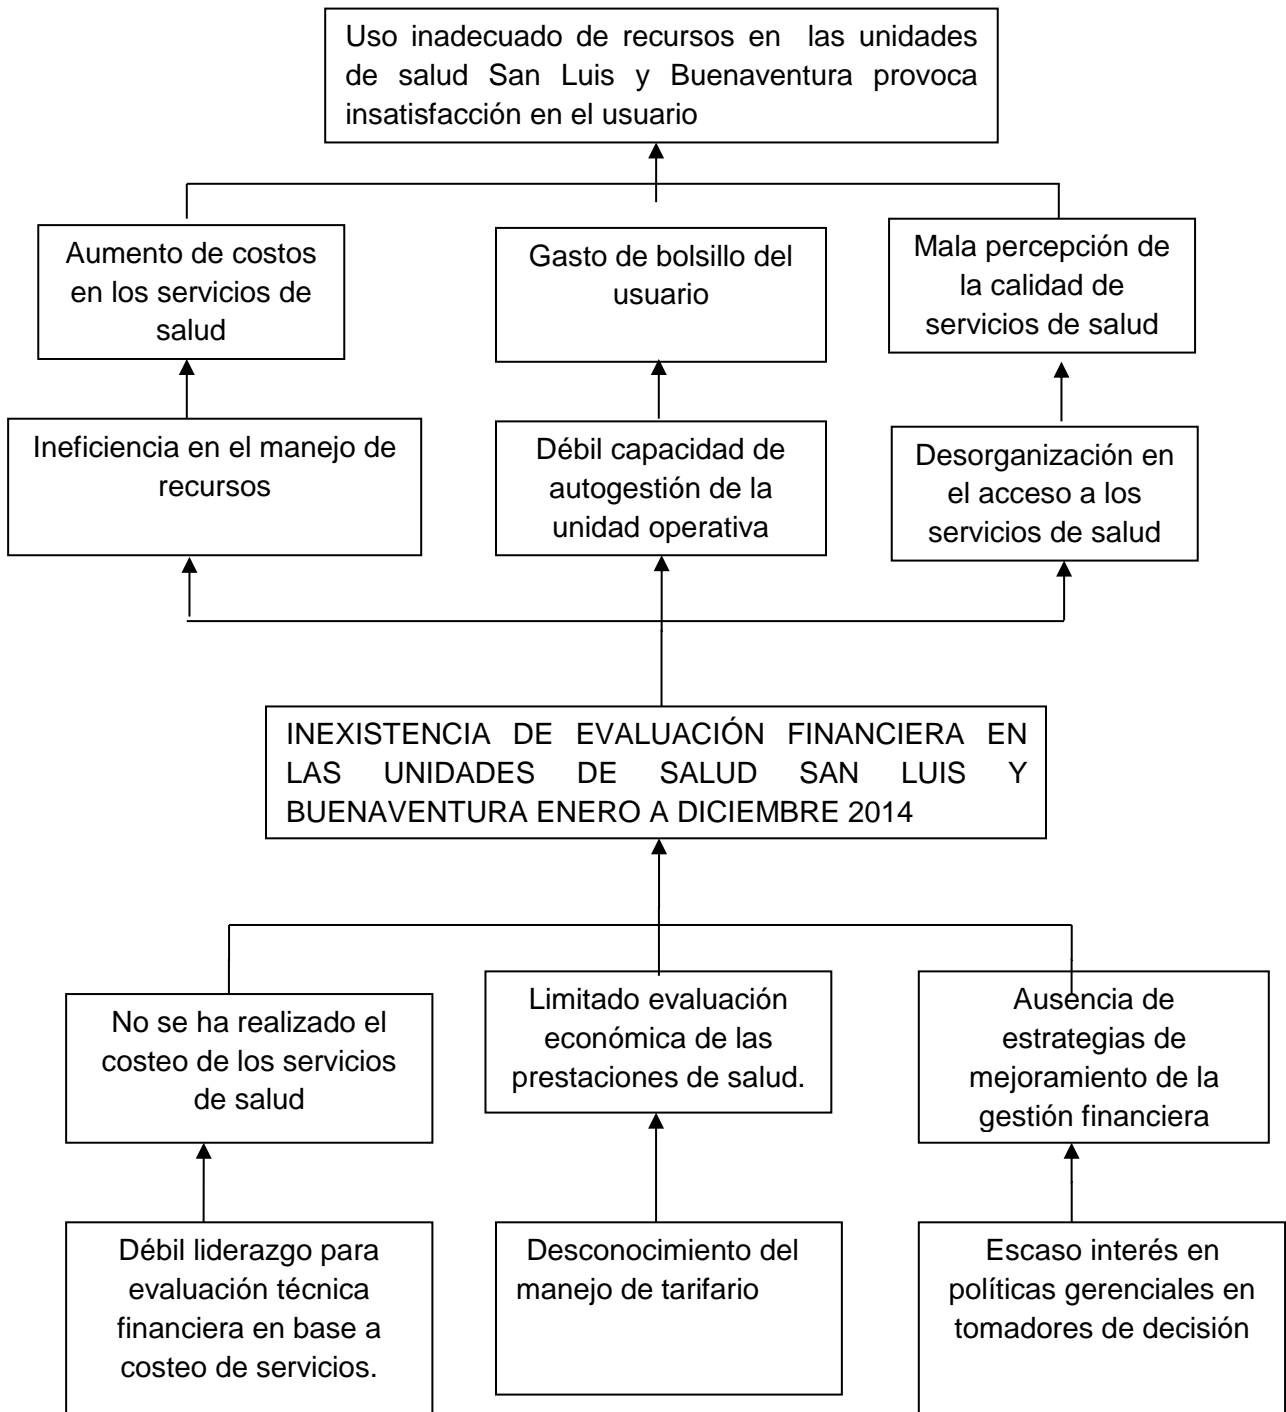 Uso inadecuado de recursos en las unidades
de salud San Luis y Buenaventura provoca
insatisfacción en el usuario
Aumento de costos
en los servicios de
salud
Gasto de bolsillo del
usuario
Mala percepción de
la calidad de
servicios de salud
Ineficiencia en el manejo de
recursos
Débil capacidad de
autogestión de la
unidad operativa
Desorganización en
el acceso a los
servicios de salud
INEXISTENCIA DE EVALUACIÓN FINANCIERA EN
LAS UNIDADES DE SALUD SAN LUIS Y
BUENAVENTURA ENERO A DICIEMBRE 2014
No se ha realizado el
costeo de los servicios
de salud
Limitado evaluación
económica de las
prestaciones de salud.
Ausencia de
estrategias de
mejoramiento de la
gestión financiera
Débil liderazgo para
evaluación técnica
financiera en base a
costeo de servicios.
Desconocimiento del
manejo de tarifario
Escaso interés en
políticas gerenciales en
tomadores de decisión